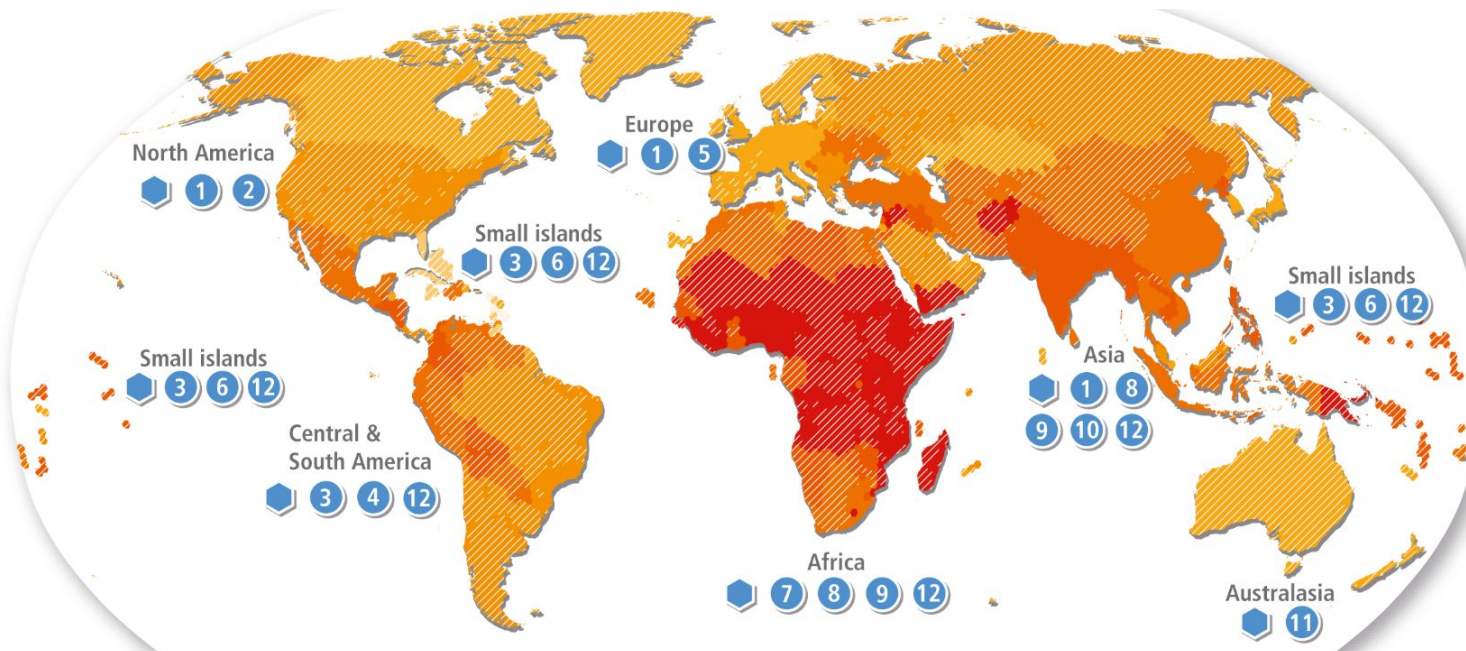 Europe
1 5
North America
1 2
Small islands
3 6 12
Small islands
3 6 12
Asia
1 8
9 10 12
Small islands
3 6 12
Central &
South America
3 4 12
Africa
7 8 9 12
Australasia
11